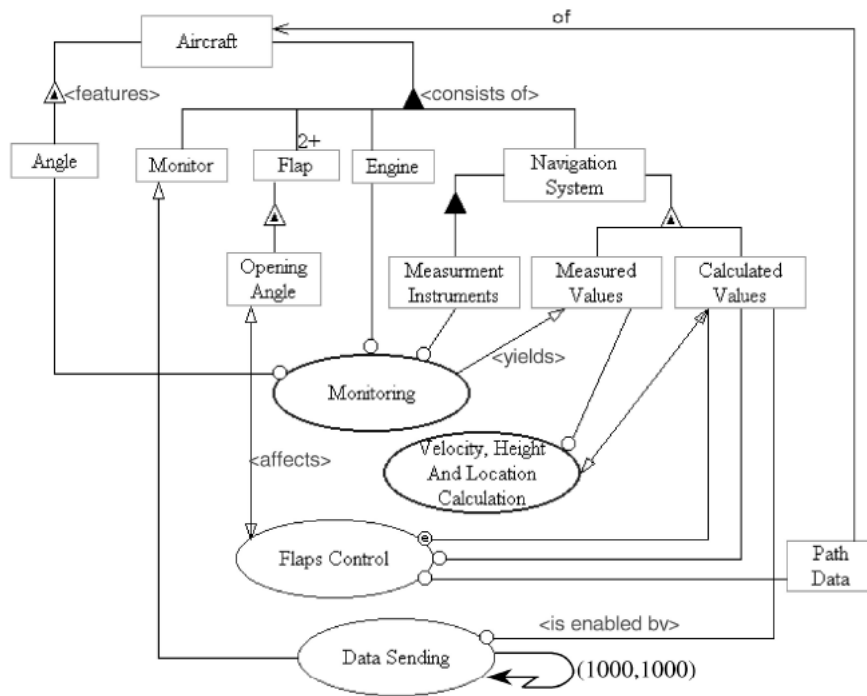 of
Aircraft
<features>
<consists of>
2+
Angle
Monitor
Flap
Engine
Navigation
System
Opening
Angle
Measurment
Instruments
Measured
Values
Calculated
Values
<yields>
Monitoring
<affects>
Velocity, Height
And Location
Calculation
e
Flaps Control
Path
Data
<is enabled by>
Data Sending
(1000,1000)